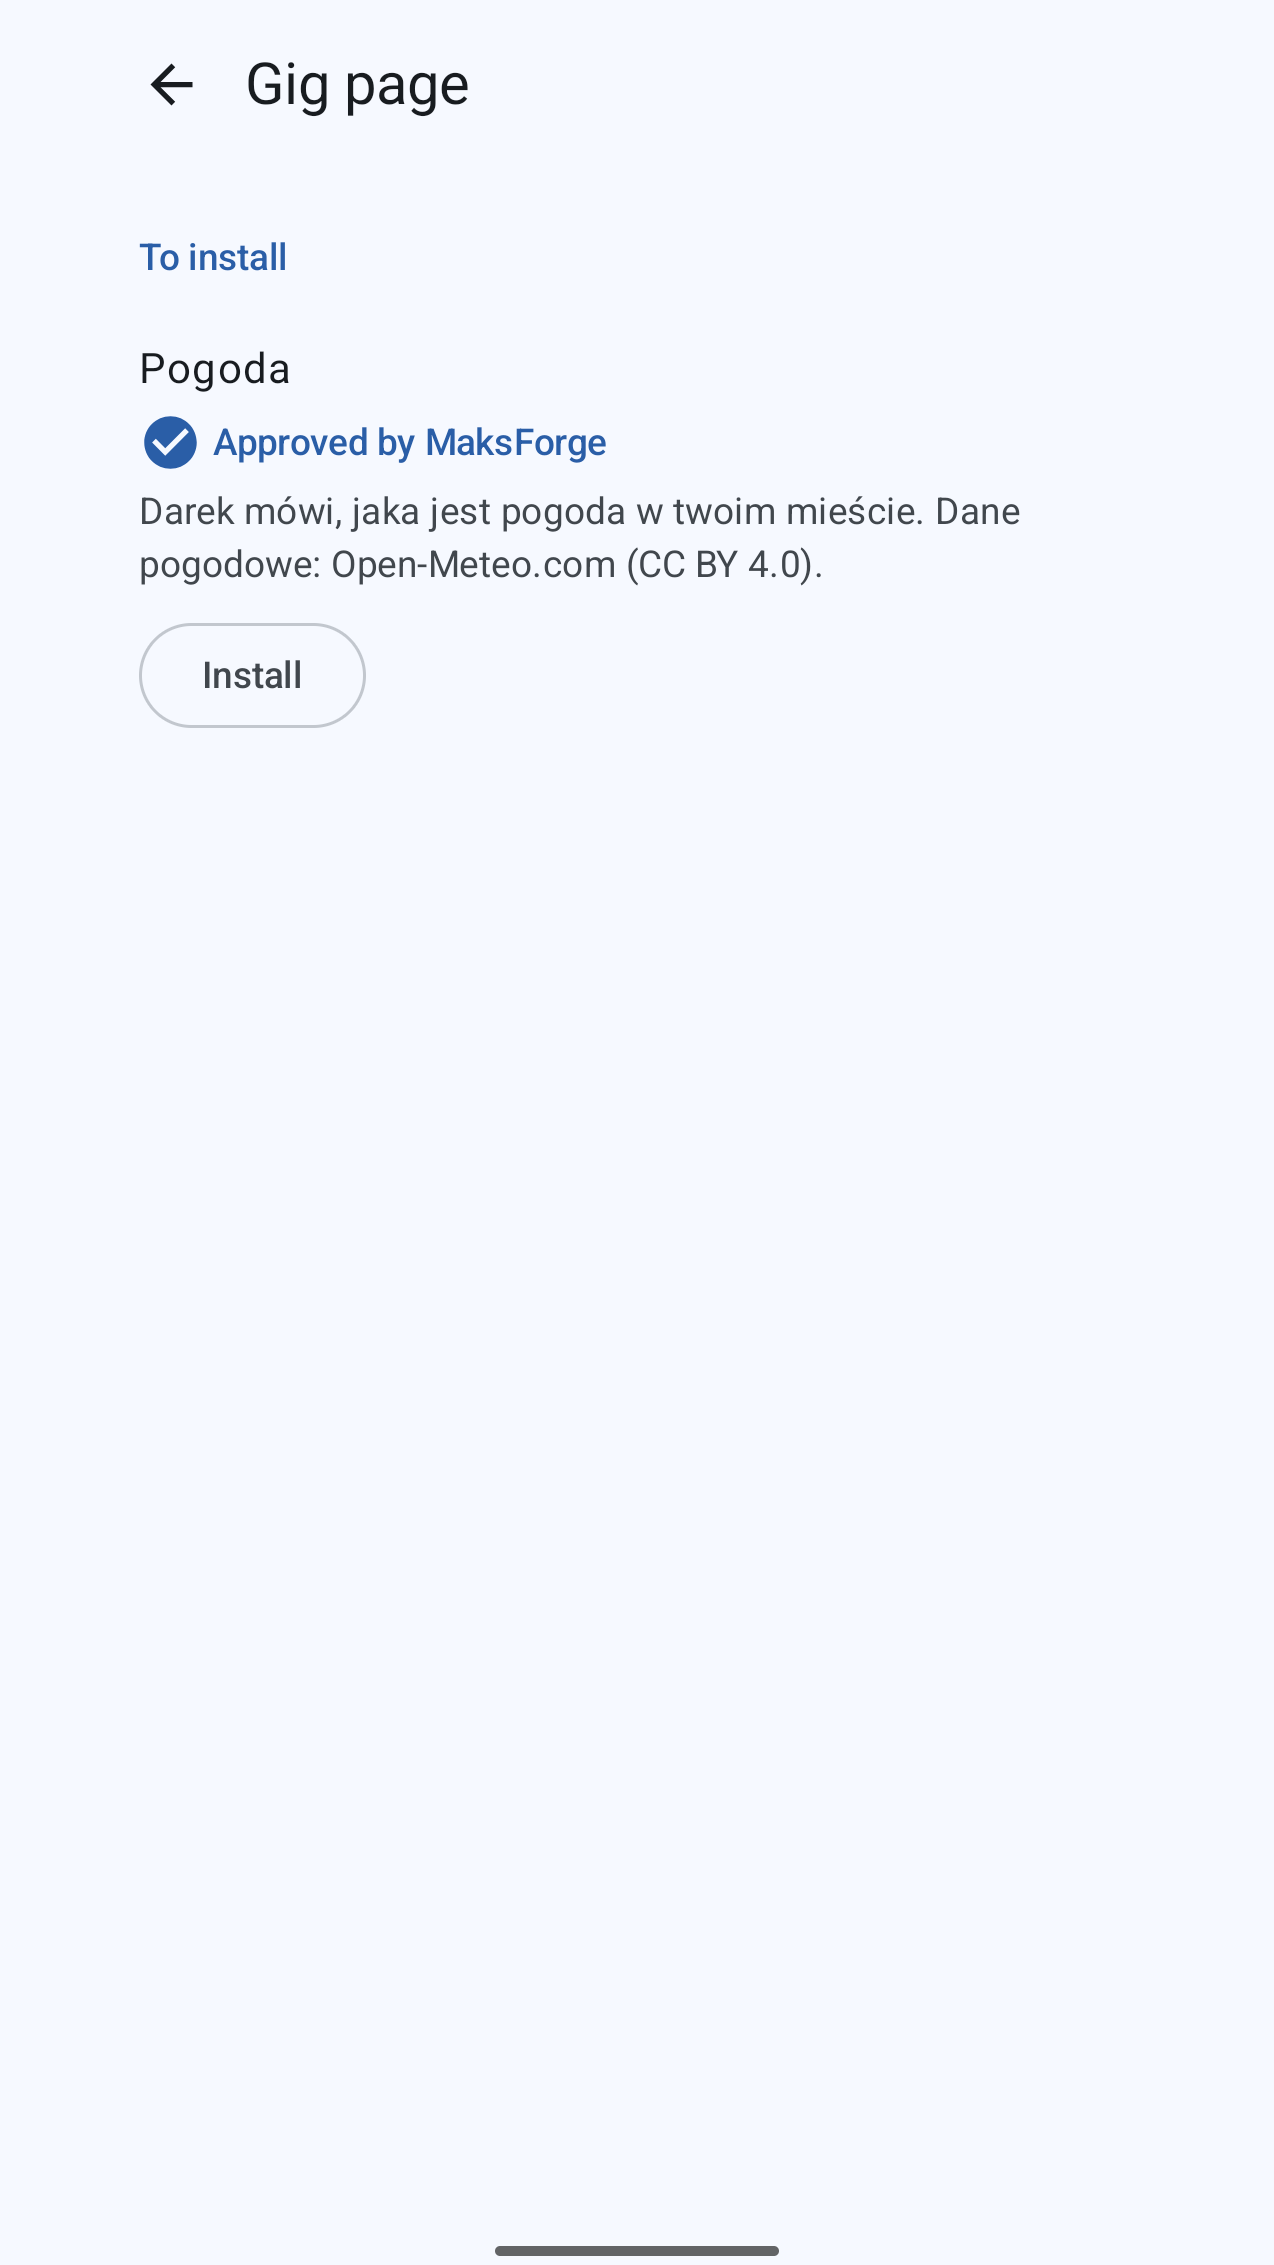 Gig page
To install
Pogoda
Approved by MaksForge
Darek mówi, jaka jest pogoda w twoim mieście. Dane
pogodowe: Open-Meteo.com (CC BY 4.0).
Install